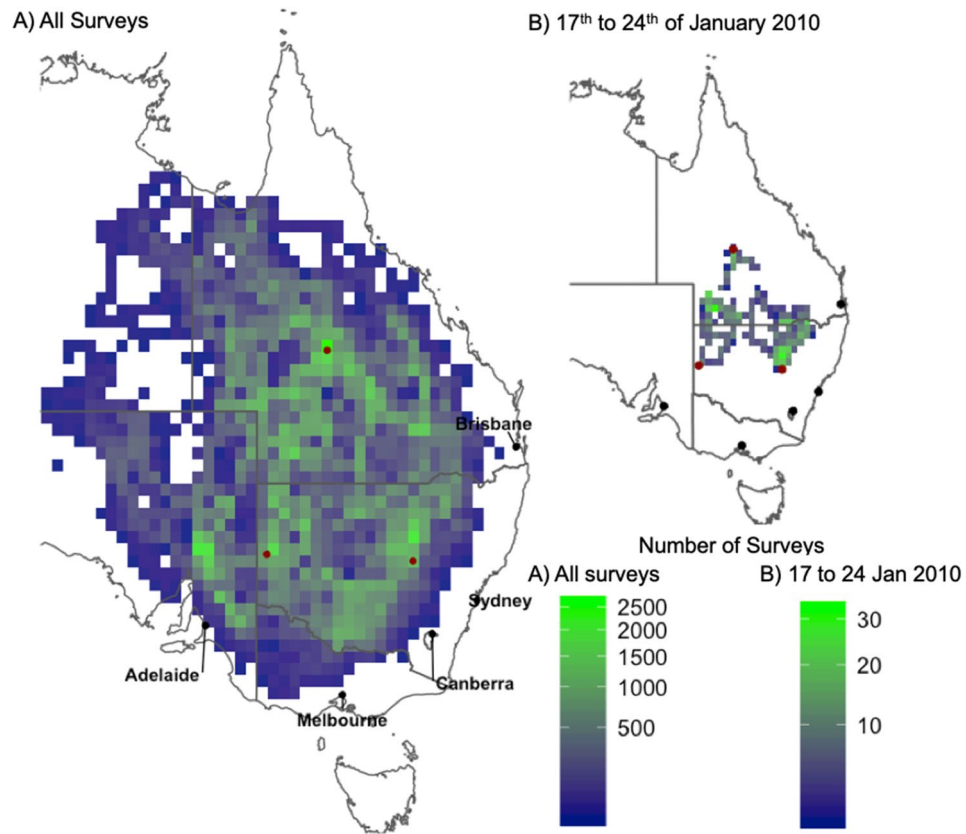 A) All Surveys
B) 17th to 24th of January 2010
Brisbane
Sydney
Adelaide
Canberra
Melbourne
Number of Surveys
A) All surveys
B) 17 to 24 Jan 2010
2500
2000
1500
1000
500
30
20
10